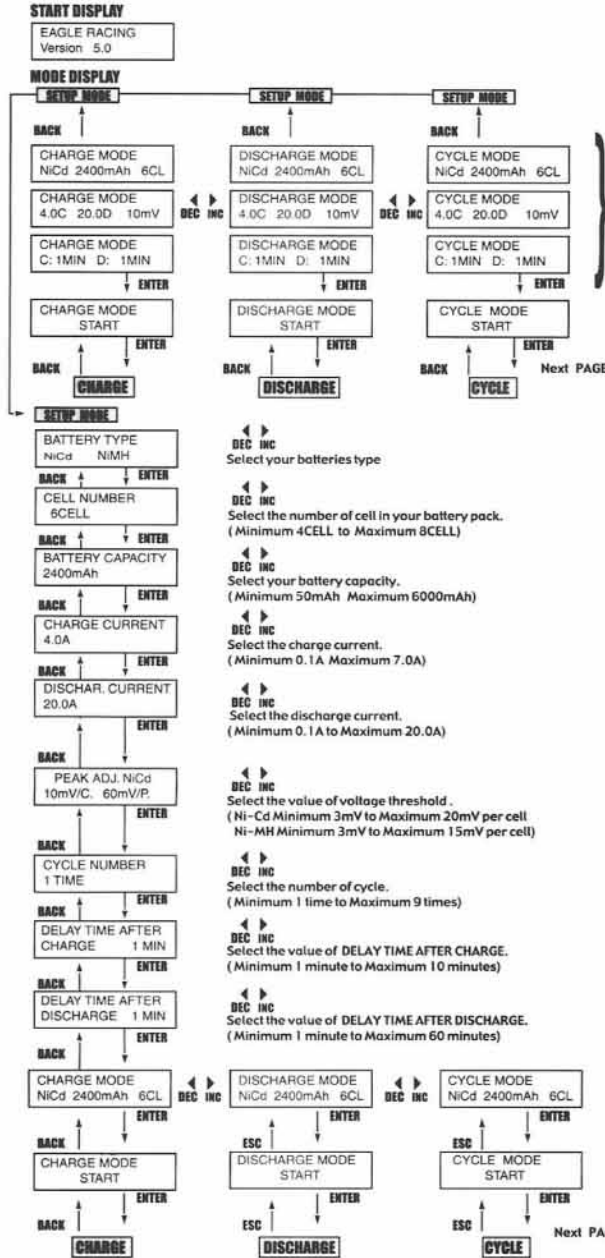 START DISPLAY
EAGLE RACING
Version 5.0
MODE DISPLAY
SETUP MODE SETUP MODE SETUP MODE
BACK BACK BACK
CHARGE MODE DISCHARGE MODE CYCLE MODE
NiCd 2400mAh 6CL NiCd 2400mAh 6CL NiCd 2400mAh 6CL
CHARGE MODE DISCHARGE MODE CYCLE MODE
4.0C 20.0D 10mV DEC INC 4.0C 20.0D 10mV DEC INC 4.0C 20.0D 10mV
CHARGE MODE DISCHARGE MODE CYCLE MODE
C: 1MIN D: 1MIN C: 1MIN D: 1MIN C: 1MIN D: 1MIN
ENTER ENTER ENTER
CHARGE MODE DISCHARGE MODE CYCLE MODE
START START START
ENTER ENTER ENTER
BACK BACK BACK Next PAGE
CHARGE DISCHARGE CYCLE
SETUP MODE
BATTERY TYPE
NiCd NiMH
DEC INC
Select your batteries type
BACK ENTER
CELL NUMBER
6CELL
DEC INC
Select the number of cell in your battery pack.
(Minimum 4CELL to Maximum 8CELL)
BACK ENTER
BATTERY CAPACITY
2400mAh
DEC INC
Select your battery capacity.
(Minimum 50mAh Maximum 6000mAh)
BACK ENTER
CHARGE CURRENT
4.0A
DEC INC
Select the charge current.
(Minimum 0.1A Maximum 7.0A)
BACK ENTER
DISCHAR. CURRENT
20.0A
DEC INC
Select the discharge current.
(Minimum 0.1A to Maximum 20.0A)
BACK ENTER
PEAK ADJ. NiCd
10mV/C. 60mV/P.
DEC INC
Select the value of voltage threshold .
(Ni-Cd Minimum 3mV to Maximum 20mV per cell
Ni-MH Minimum 3mV to Maximum 15mV per cell)
BACK ENTER
CYCLE NUMBER
1 TIME
DEC INC
Select the number of cycle.
(Minimum 1 time to Maximum 9 times)
BACK ENTER
DELAY TIME AFTER
CHARGE 1 MIN
DEC INC
Select the value of DELAY TIME AFTER CHARGE.
(Minimum 1 minute to Maximum 10 minutes)
BACK ENTER
DELAY TIME AFTER
DISCHARGE 1 MIN
DEC INC
Select the value of DELAY TIME AFTER DISCHARGE.
(Minimum 1 minute to Maximum 60 minutes)
BACK ENTER
CHARGE MODE DISCHARGE MODE CYCLE MODE
NiCd 2400mAh 6CL DEC INC NiCd 2400mAh 6CL DEC INC NiCd 2400mAh 6CL
ENTER ENTER ENTER
BACK ESC ESC
CHARGE MODE DISCHARGE MODE CYCLE MODE
START START START
ENTER ENTER ENTER
BACK ESC ESC Next PA
CHARGE DISCHARGE CYCLE